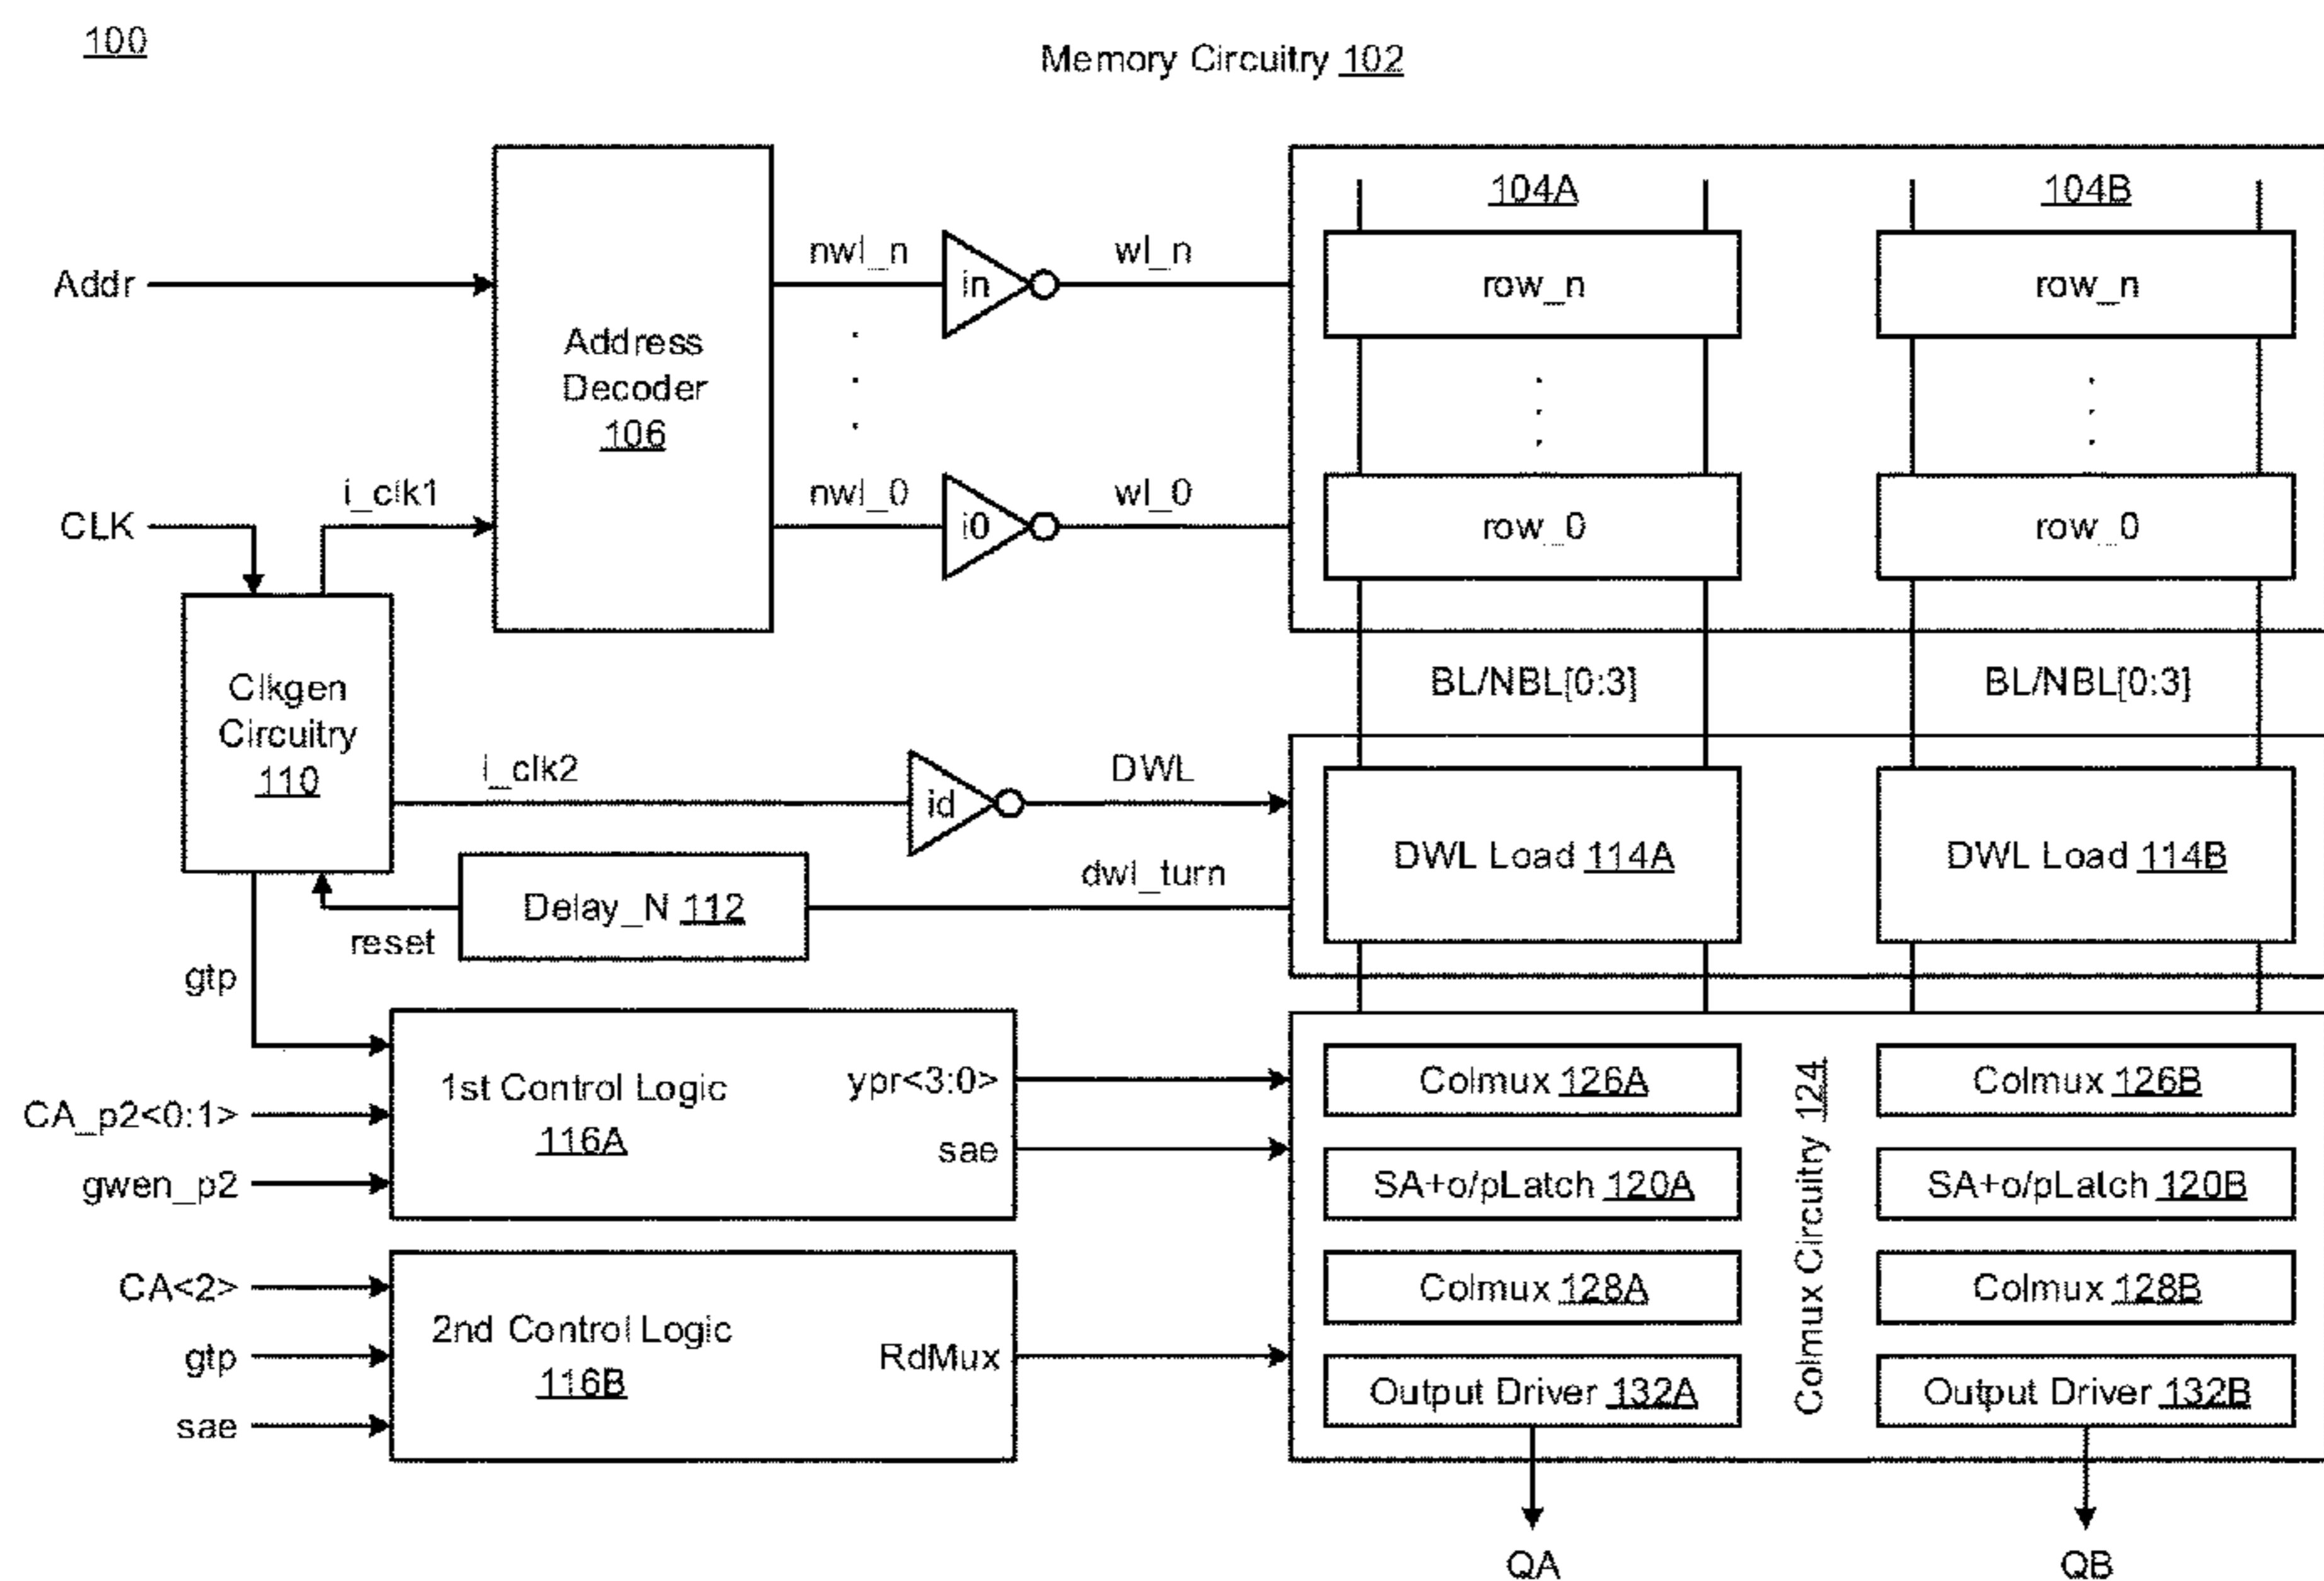 100
Memory Circuitry 102
104A
104B
nwl_n
in
wl_n
row_n
row_n
Addr
Address
Decoder
106
i_clk1
nwl_0
i0
wl_0
row_0
row_0
CLK
Clkgen
Circuitry
110
BL/NBL[0:3]
BL/NBL[0:3]
i_clk2
id
DWL
DWL Load 114A
DWL Load 114B
dwl_turn
Delay_N 112
reset
gtp
1st Control Logic
116A
ypr<3:0>
sae
CA_p2<0:1>
gwen_p2
Colmux 126A
Colmux 126B
SA+o/pLatch 120A
SA+o/pLatch 120B
Colmux Circuitry 124
CA<2>
gtp
sae
2nd Control Logic
116B
RdMux
Colmux 128A
Colmux 128B
Output Driver 132A
Output Driver 132B
QA
QB